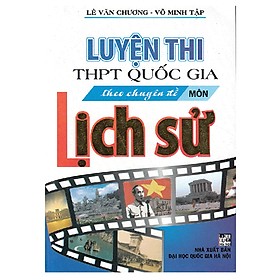 LÊ VĂN CHƯƠNG - VÕ MINH TẬP
LUYỆN THI
THPT QUỐC GIA
theo chuyên đề MÔN
Lịch sử
NHÀ XUẤT BẢN
ĐẠI HỌC QUỐC GIA HÀ NỘI